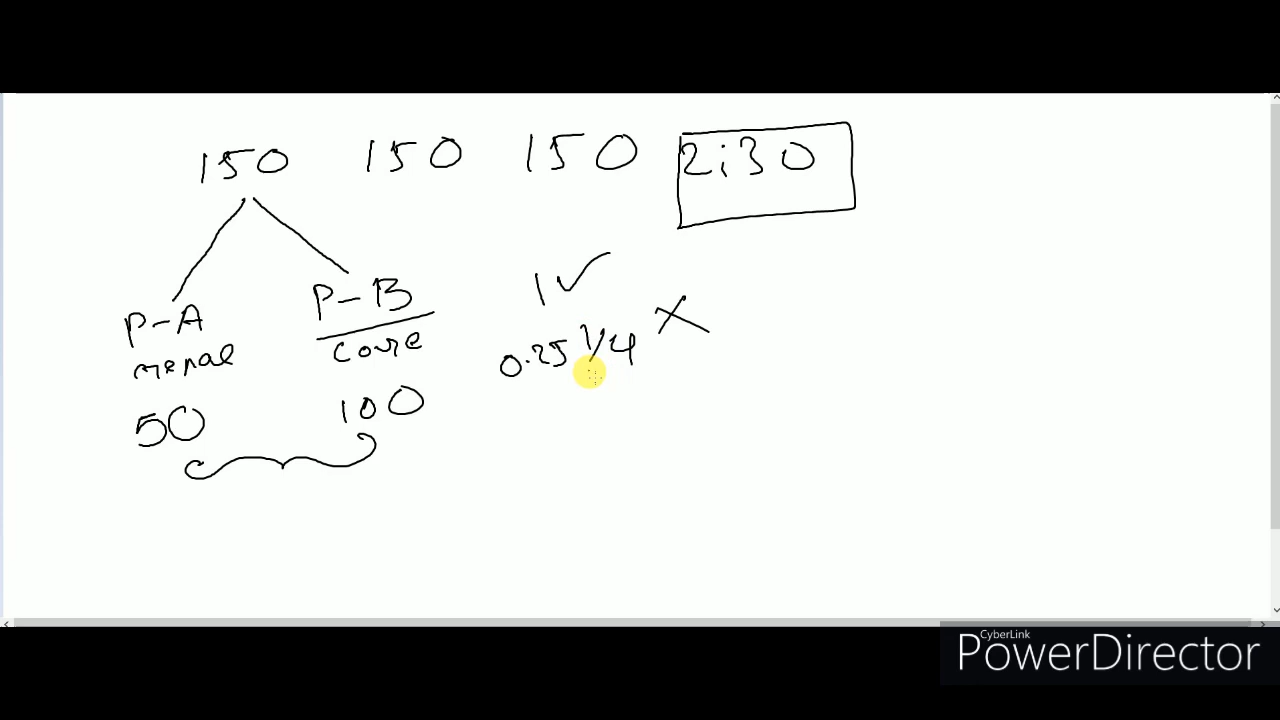 150 150 150 2:30
P-A P-B 1 ✓
menal Core
0.25 1/4 X
50 100
CyberLink
PowerDirector